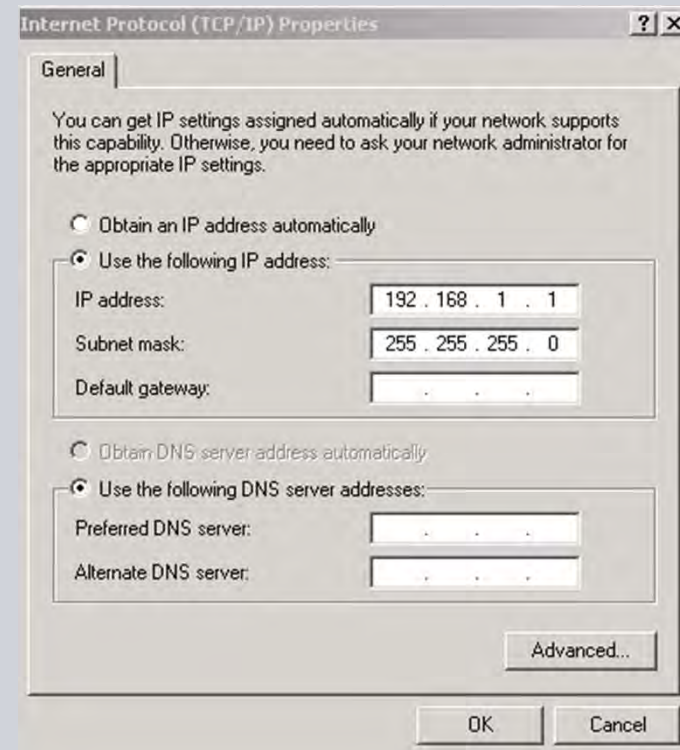 Internet Protocol (TCP/IP) Properties ? ×
General
You can get IP settings assigned automatically if your network supports
this capability. Otherwise, you need to ask your network administrator for
the appropriate IP settings.
Obtain an IP address automatically
Use the following IP address:
IP address: 192 . 168 . 1 . 1
Subnet mask: 255 . 255 . 255 . 0
Default gateway: . . .
Obtain DNS server address automatically
Use the following DNS server addresses:
Preferred DNS server: . . .
Alternate DNS server: . . .
Advanced...
OK Cancel